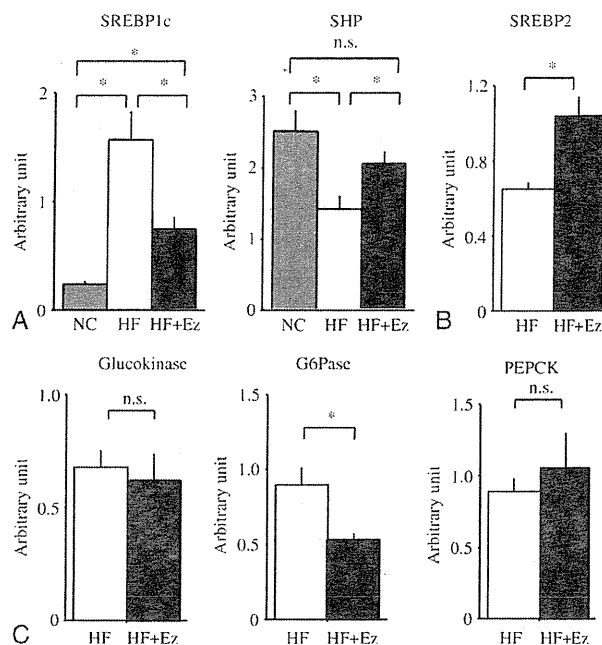 SREBP1c SHP SREBP2
n.s.
*
* * * * *
2 3 1.2
2 0.8
1
1 0.4
0 0 0
Arbitrary unit Arbitrary unit Arbitrary unit
A NC HF HF+Ez NC HF HF+Ez B HF HF+Ez
Glucokinase G6Pase PEPCK
n.s. * n.s.
1.0 1.5 1.5
1.0 1.0
0.5
0.5 0.5
0 0 0
Arbitrary unit Arbitrary unit Arbitrary unit
C HF HF+Ez HF HF+Ez HF HF+Ez